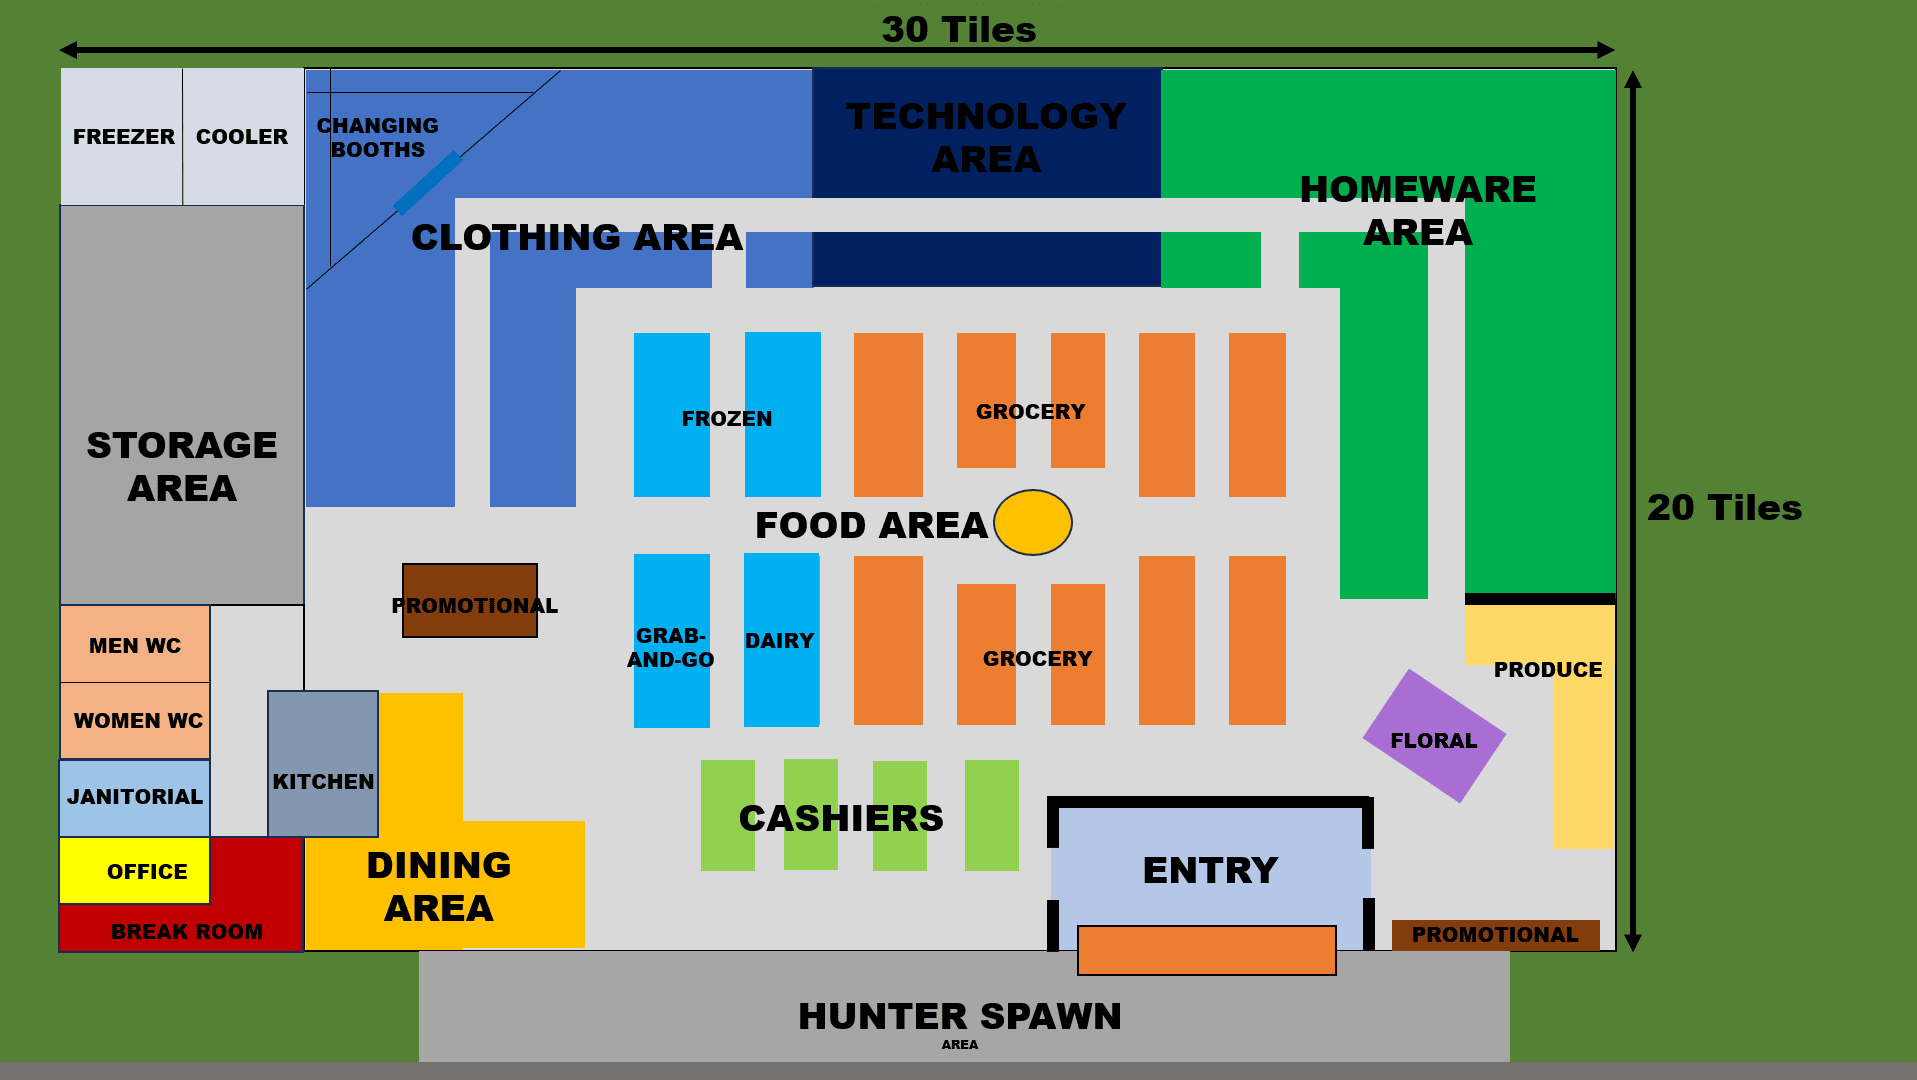 30 Tiles
FREEZER
COOLER
CHANGING
BOOTHS
TECHNOLOGY
AREA
HOMEWARE
AREA
CLOTHING AREA
STORAGE
AREA
FROZEN
GROCERY
20 Tiles
FOOD AREA
PROMOTIONAL
MEN WC
GRAB-
AND-GO
DAIRY
GROCERY
PRODUCE
WOMEN WC
FLORAL
KITCHEN
JANITORIAL
CASHIERS
OFFICE
DINING
AREA
ENTRY
BREAK ROOM
PROMOTIONAL
HUNTER SPAWN
AREA